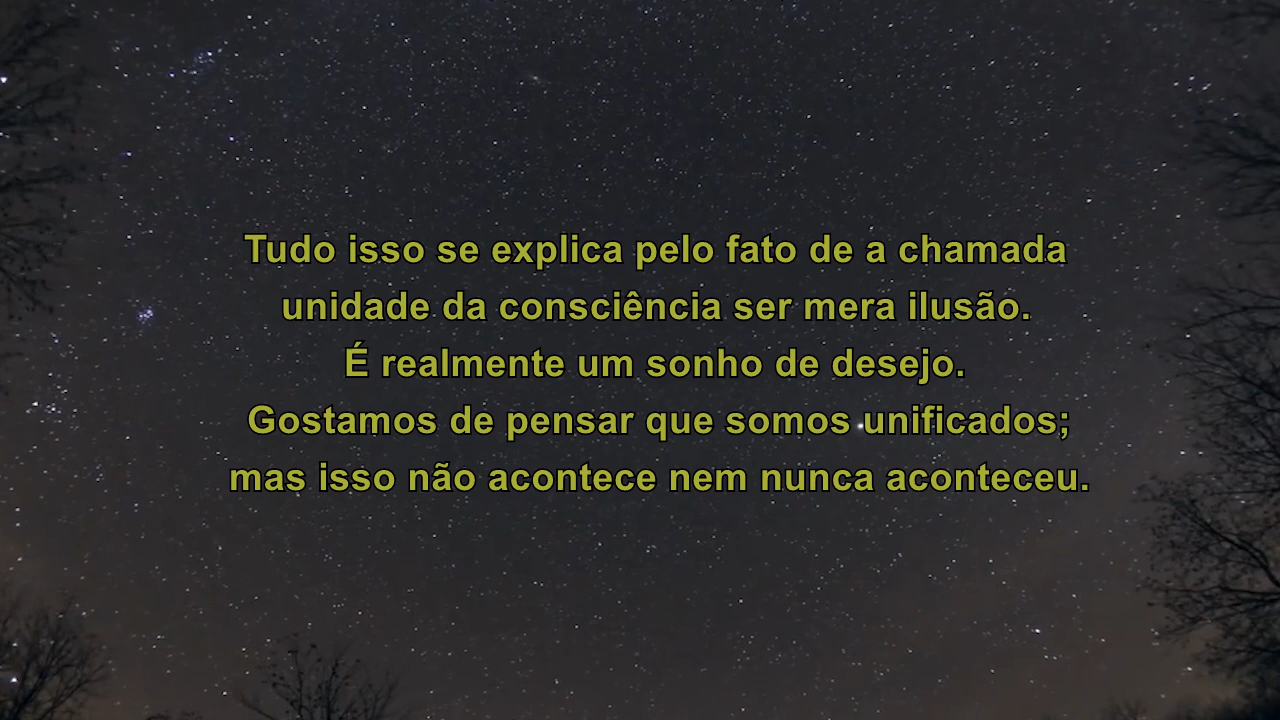 Tudo isso se explica pelo fato de a chamada
unidade da consciência ser mera ilusão.
É realmente um sonho de desejo.
Gostamos de pensar que somos unificados;
mas isso não acontece nem nunca aconteceu.